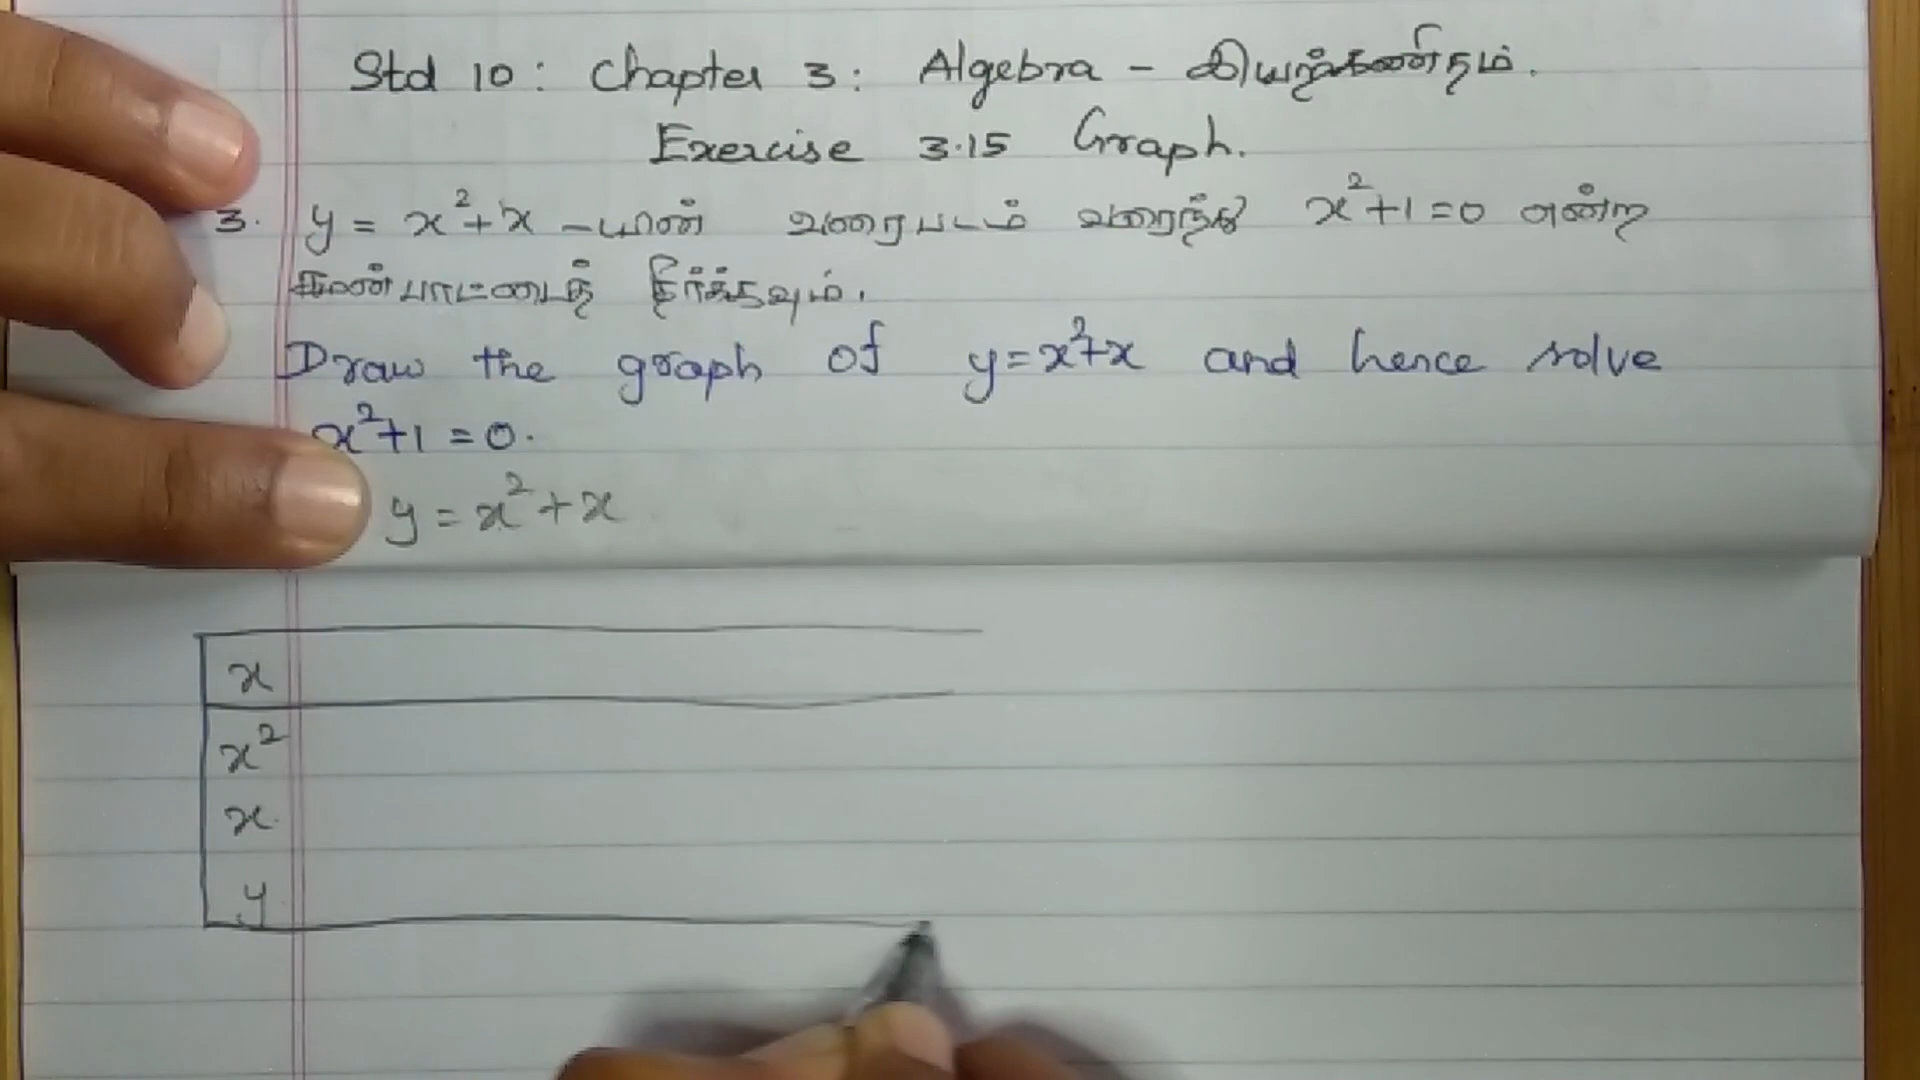 Std 10 : Chapter 3 : Algebra - இயற்கணிதம்.
Exercise 3.15 Graph.
3. y = x²+x -யின் வரைபடம் வரைந்து x²+1=0 என்ற
சமன்பாட்டைத் தீர்க்கவும்.
Draw the graph of y=x²+x and hence solve
x²+1 =0.
y = x²+x
x
x²
x
y